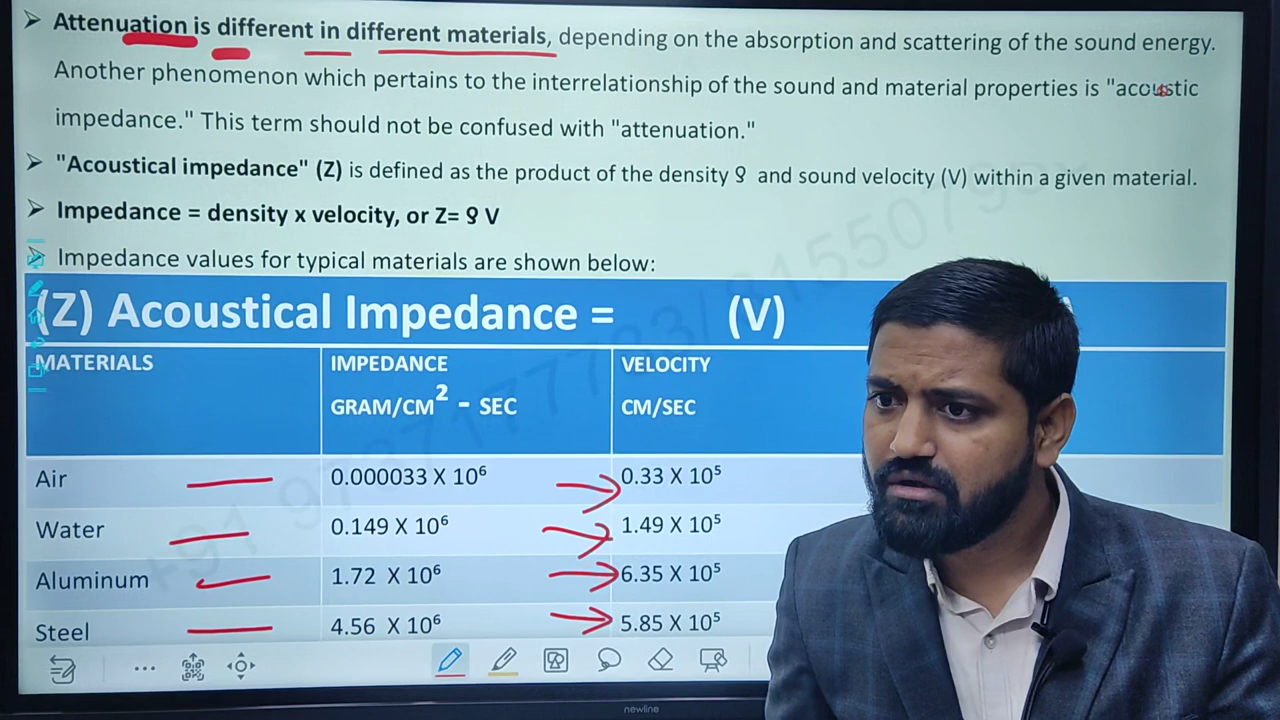 ➢ Attenuation is different in different materials, depending on the absorption and scattering of the sound energy.
Another phenomenon which pertains to the interrelationship of the sound and material properties is "acoustic
impedance." This term should not be confused with "attenuation."
➢ "Acoustical impedance" (Z) is defined as the product of the density ϱ and sound velocity (V) within a given material.
➢ Impedance = density x velocity, or Z= ϱ V
➢ Impedance values for typical materials are shown below:
(Z) Acoustical Impedance = (V)
MATERIALS IMPEDANCE VELOCITY
GRAM/CM² - SEC CM/SEC
Air 0.000033 X 10⁶ 0.33 X 10⁵
Water 0.149 X 10⁶ 1.49 X 10⁵
Aluminum 1.72 X 10⁶ 6.35 X 10⁵
Steel 4.56 X 10⁶ 5.85 X 10⁵
newline